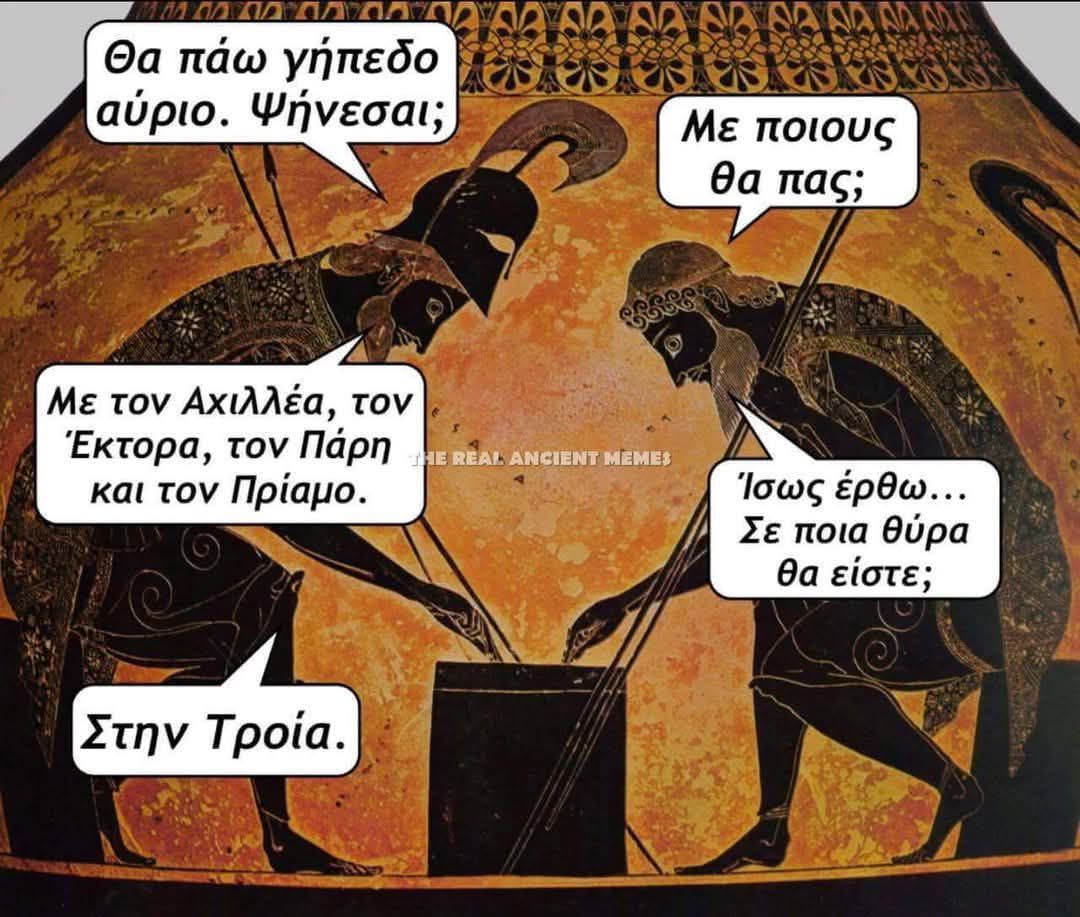 Θα πάω γήπεδο
αύριο. Ψήνεσαι;
Με ποιους
θα πας;
Με τον Αχιλλέα, τον
Έκτορα, τον Πάρη
και τον Πρίαμο.
THE REAL ANCIENT MEMES
Ίσως έρθω...
Σε ποια θύρα
θα είστε;
Στην Τροία.